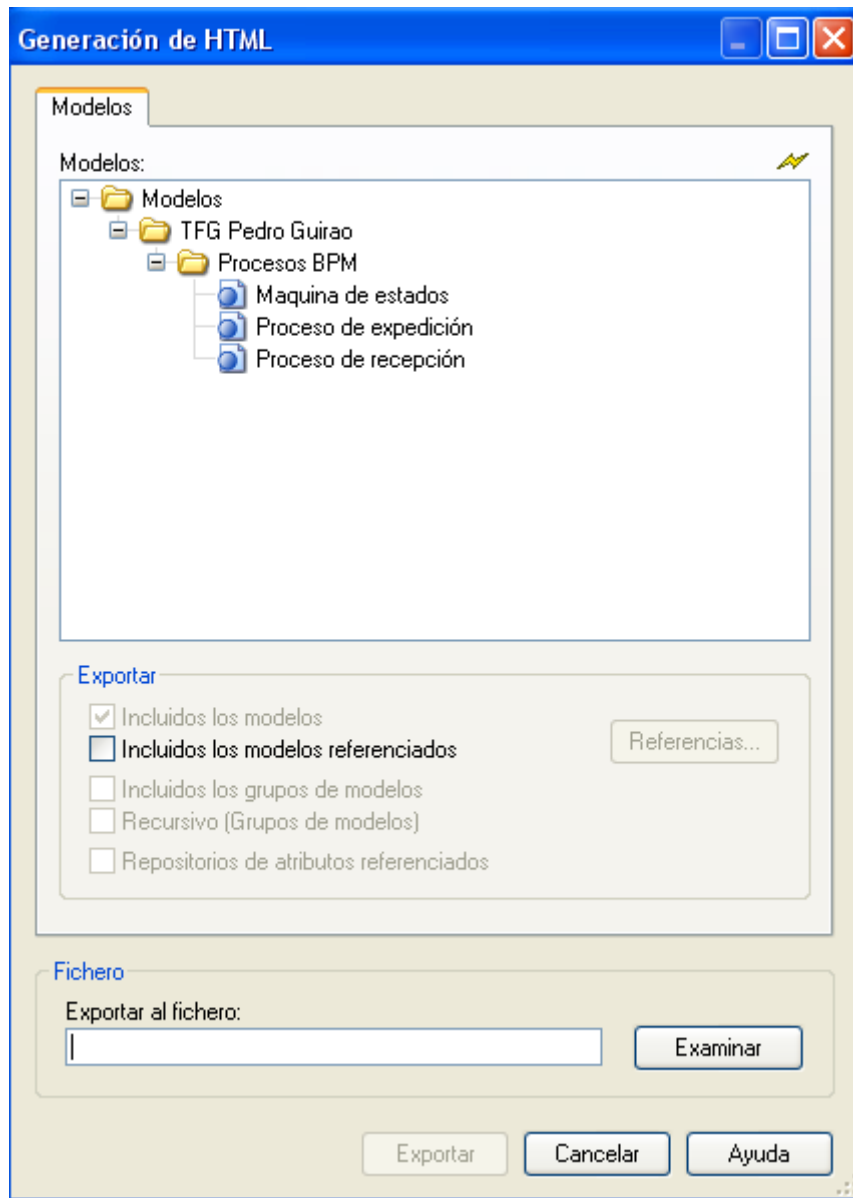 Generación de HTML
Modelos
Modelos:
Modelos
TFG Pedro Guirao
Procesos BPM
Maquina de estados
Proceso de expedición
Proceso de recepción
Exportar
Incluidos los modelos
Incluidos los modelos referenciados
Referencias...
Incluidos los grupos de modelos
Recursivo (Grupos de modelos)
Repositorios de atributos referenciados
Fichero
Exportar al fichero:
Examinar
Exportar
Cancelar
Ayuda